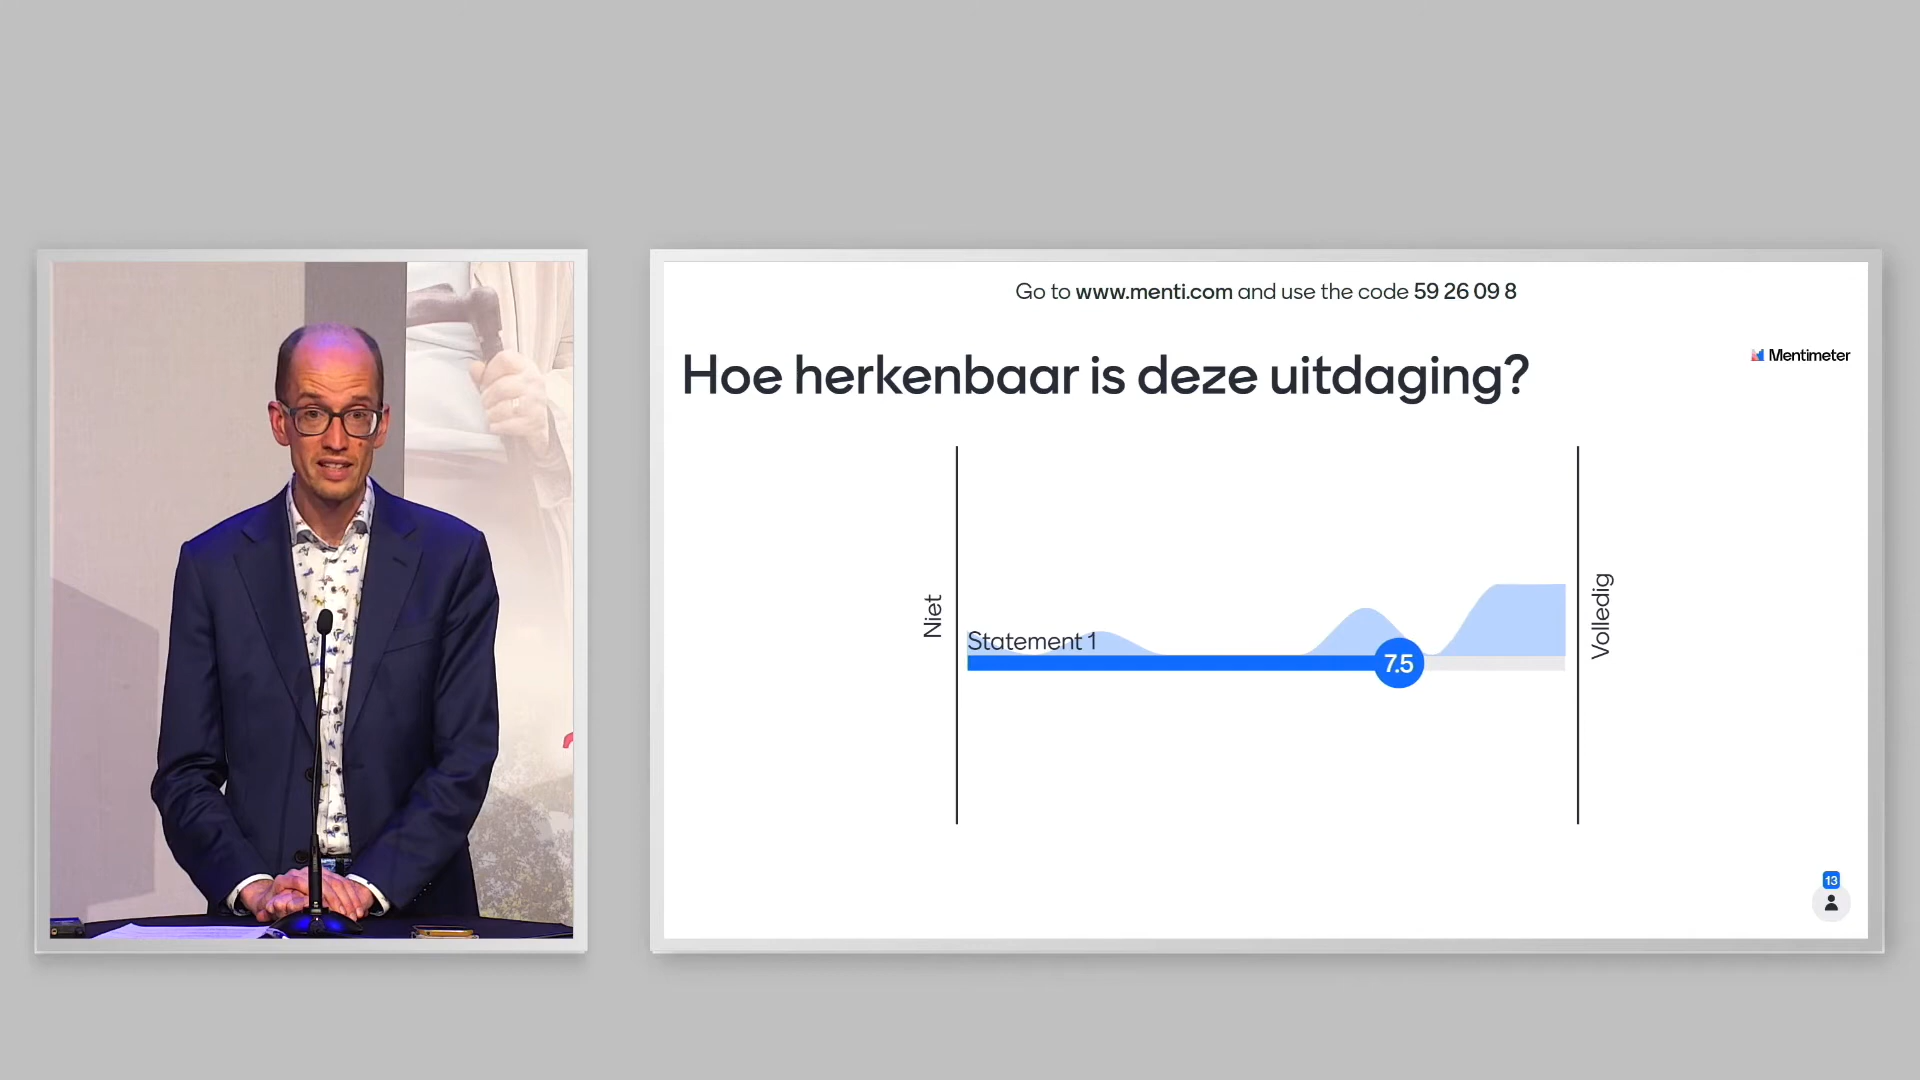 Go to www.menti.com and use the code 59 26 09 8
Hoe herkenbaar is deze uitdaging?
Mentimeter
Niet
Statement 1
7.5
Volledig
13